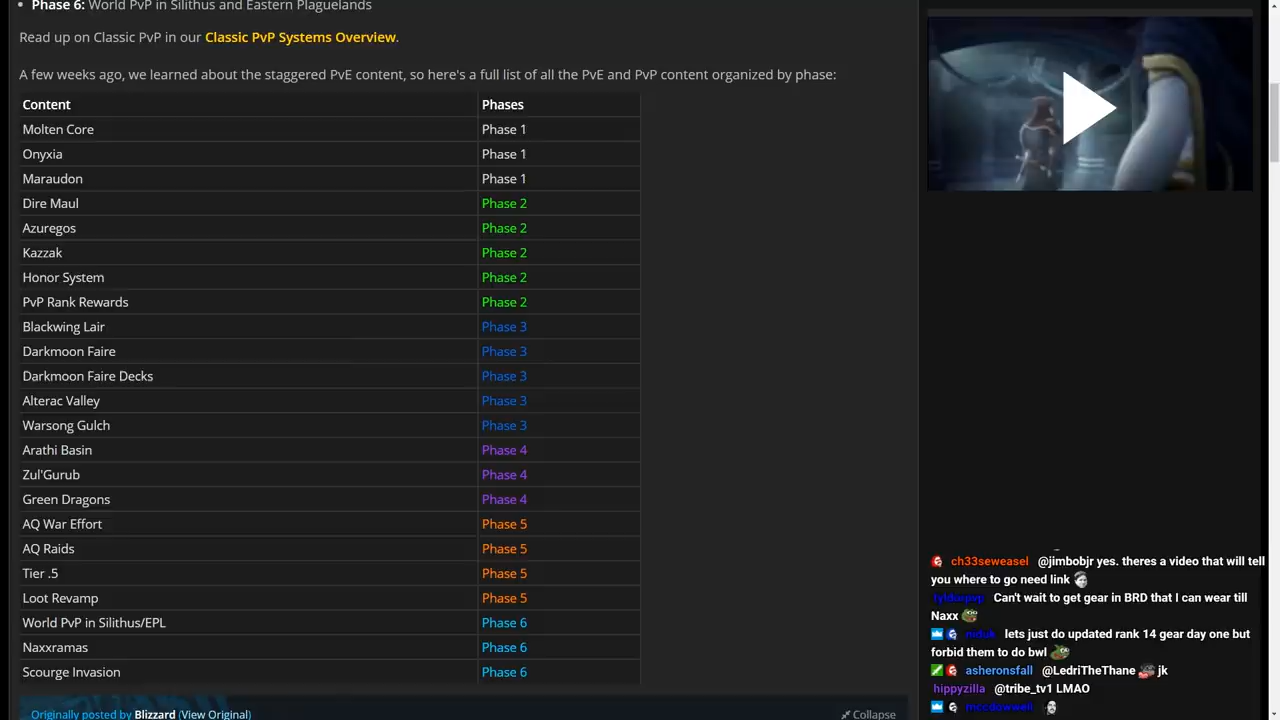 Phase 6: World PvP in Silithus and Eastern Plaguelands
Read up on Classic PvP in our Classic PvP Systems Overview.
A few weeks ago, we learned about the staggered PvE content, so here's a full list of all the PvE and PvP content organized by phase:
Content Phases
Molten Core Phase 1
Onyxia Phase 1
Maraudon Phase 1
Dire Maul Phase 2
Azuregos Phase 2
Kazzak Phase 2
Honor System Phase 2
PvP Rank Rewards Phase 2
Blackwing Lair Phase 3
Darkmoon Faire Phase 3
Darkmoon Faire Decks Phase 3
Alterac Valley Phase 3
Warsong Gulch Phase 3
Arathi Basin Phase 4
Zul'Gurub Phase 4
Green Dragons Phase 4
AQ War Effort Phase 5
AQ Raids Phase 5
Tier .5 Phase 5
Loot Revamp Phase 5
World PvP in Silithus/EPL Phase 6
Naxxramas Phase 6
Scourge Invasion Phase 6
Originally posted by Blizzard (View Original)
Collapse
ch33seweasel @jimbobjr yes. theres a video that will tell
you where to go need link
Can't wait to get gear in BRD that I can wear till
Naxx
lets just do updated rank 14 gear day one but
forbid them to do bwl
asheronsfall @LedriTheThane jk
hippyzilla @tribe_tv1 LMAO